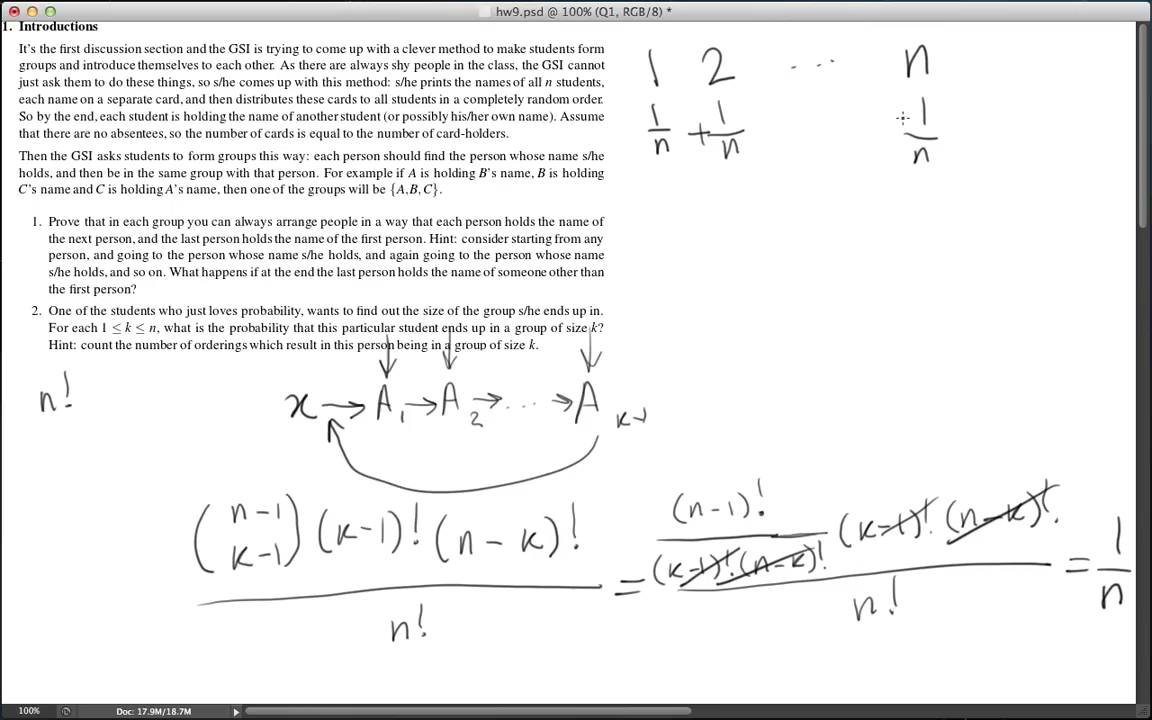 hw9.psd @ 100% (Q1, RGB/8) *
1. Introductions
It's the first discussion section and the GSI is trying to come up with a clever method to make students form
groups and introduce themselves to each other. As there are always shy people in the class, the GSI cannot
just ask them to do these things, so s/he comes up with this method: s/he prints the names of all n students,
each name on a separate card, and then distributes these cards to all students in a completely random order.
So by the end, each student is holding the name of another student (or possibly his/her own name). Assume
that there are no absentees, so the number of cards is equal to the number of card-holders.
Then the GSI asks students to form groups this way: each person should find the person whose name s/he
holds, and then be in the same group with that person. For example if A is holding B's name, B is holding
C's name and C is holding A's name, then one of the groups will be {A,B,C}.
1. Prove that in each group you can always arrange people in a way that each person holds the name of
the next person, and the last person holds the name of the first person. Hint: consider starting from any
person, and going to the person whose name s/he holds, and again going to the person whose name
s/he holds, and so on. What happens if at the end the last person holds the name of someone other than
the first person?
2. One of the students who just loves probability, wants to find out the size of the group s/he ends up in.
For each 1 ≤ k ≤ n, what is the probability that this particular student ends up in a group of size k?
Hint: count the number of orderings which result in this person being in a group of size k.
1 2 ... n
1/n + 1/n 1/n
n!
x → A₁ → A₂ → ... → A k-1
(n-1 k-1) (k-1)! (n-k)! / n! = (n-1)! / (k-1)! (n-k)! (k-1)! (n-k)! / n! = 1/n
100% Doc: 17.9M/18.7M